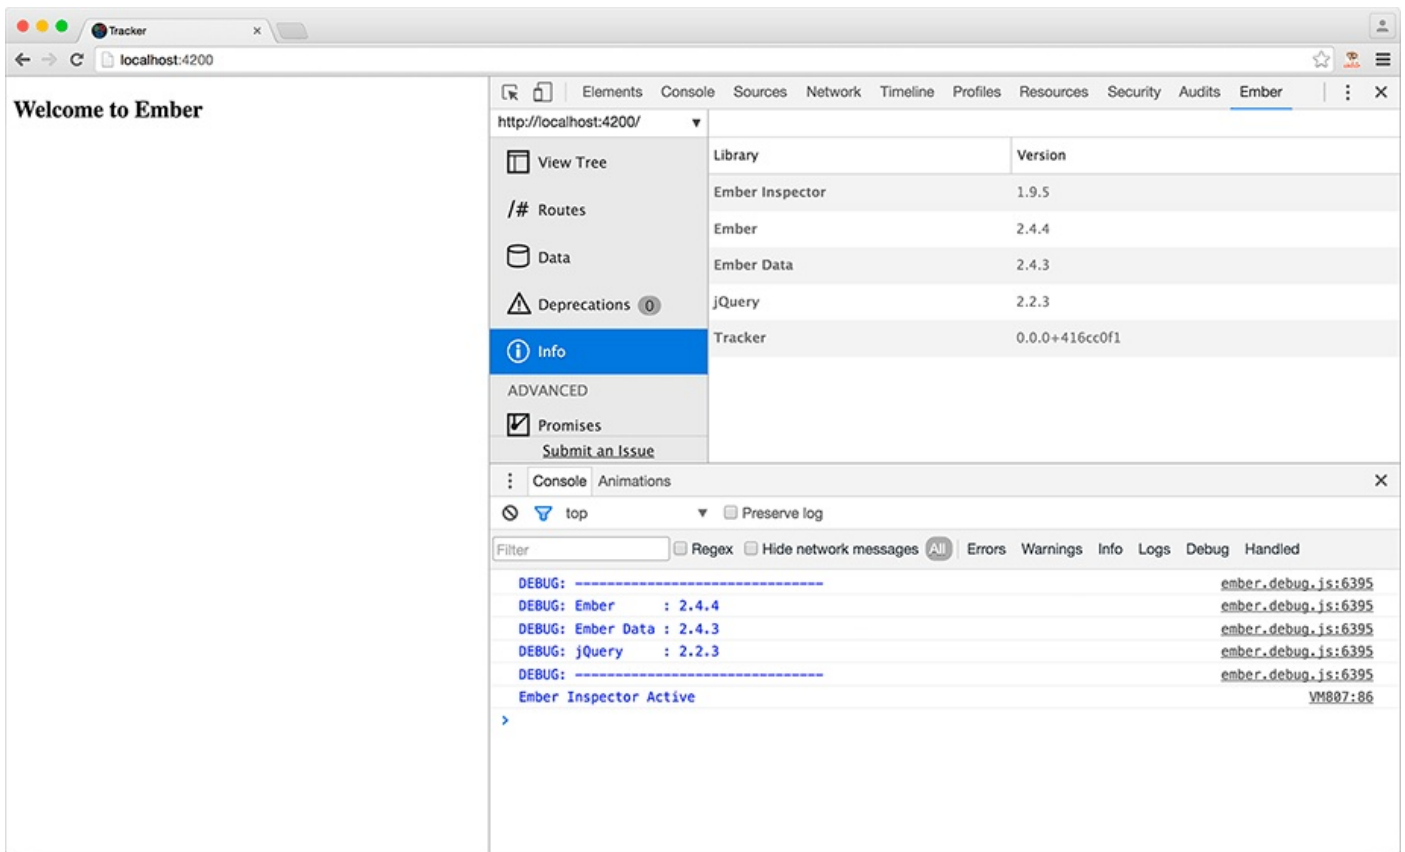 Tracker
localhost:4200
Welcome to Ember
Elements Console Sources Network Timeline Profiles Resources Security Audits Ember
http://localhost:4200/
View Tree
/# Routes
Data
Deprecations 0
Info
ADVANCED
Promises
Submit an Issue
Library Version
Ember Inspector 1.9.5
Ember 2.4.4
Ember Data 2.4.3
jQuery 2.2.3
Tracker 0.0.0+416cc0f1
Console Animations
top Preserve log
Filter Regex Hide network messages All Errors Warnings Info Logs Debug Handled
DEBUG: ------------------------------- ember.debug.js:6395
DEBUG: Ember : 2.4.4 ember.debug.js:6395
DEBUG: Ember Data : 2.4.3 ember.debug.js:6395
DEBUG: jQuery : 2.2.3 ember.debug.js:6395
DEBUG: ------------------------------- ember.debug.js:6395
Ember Inspector Active VM807:86
>